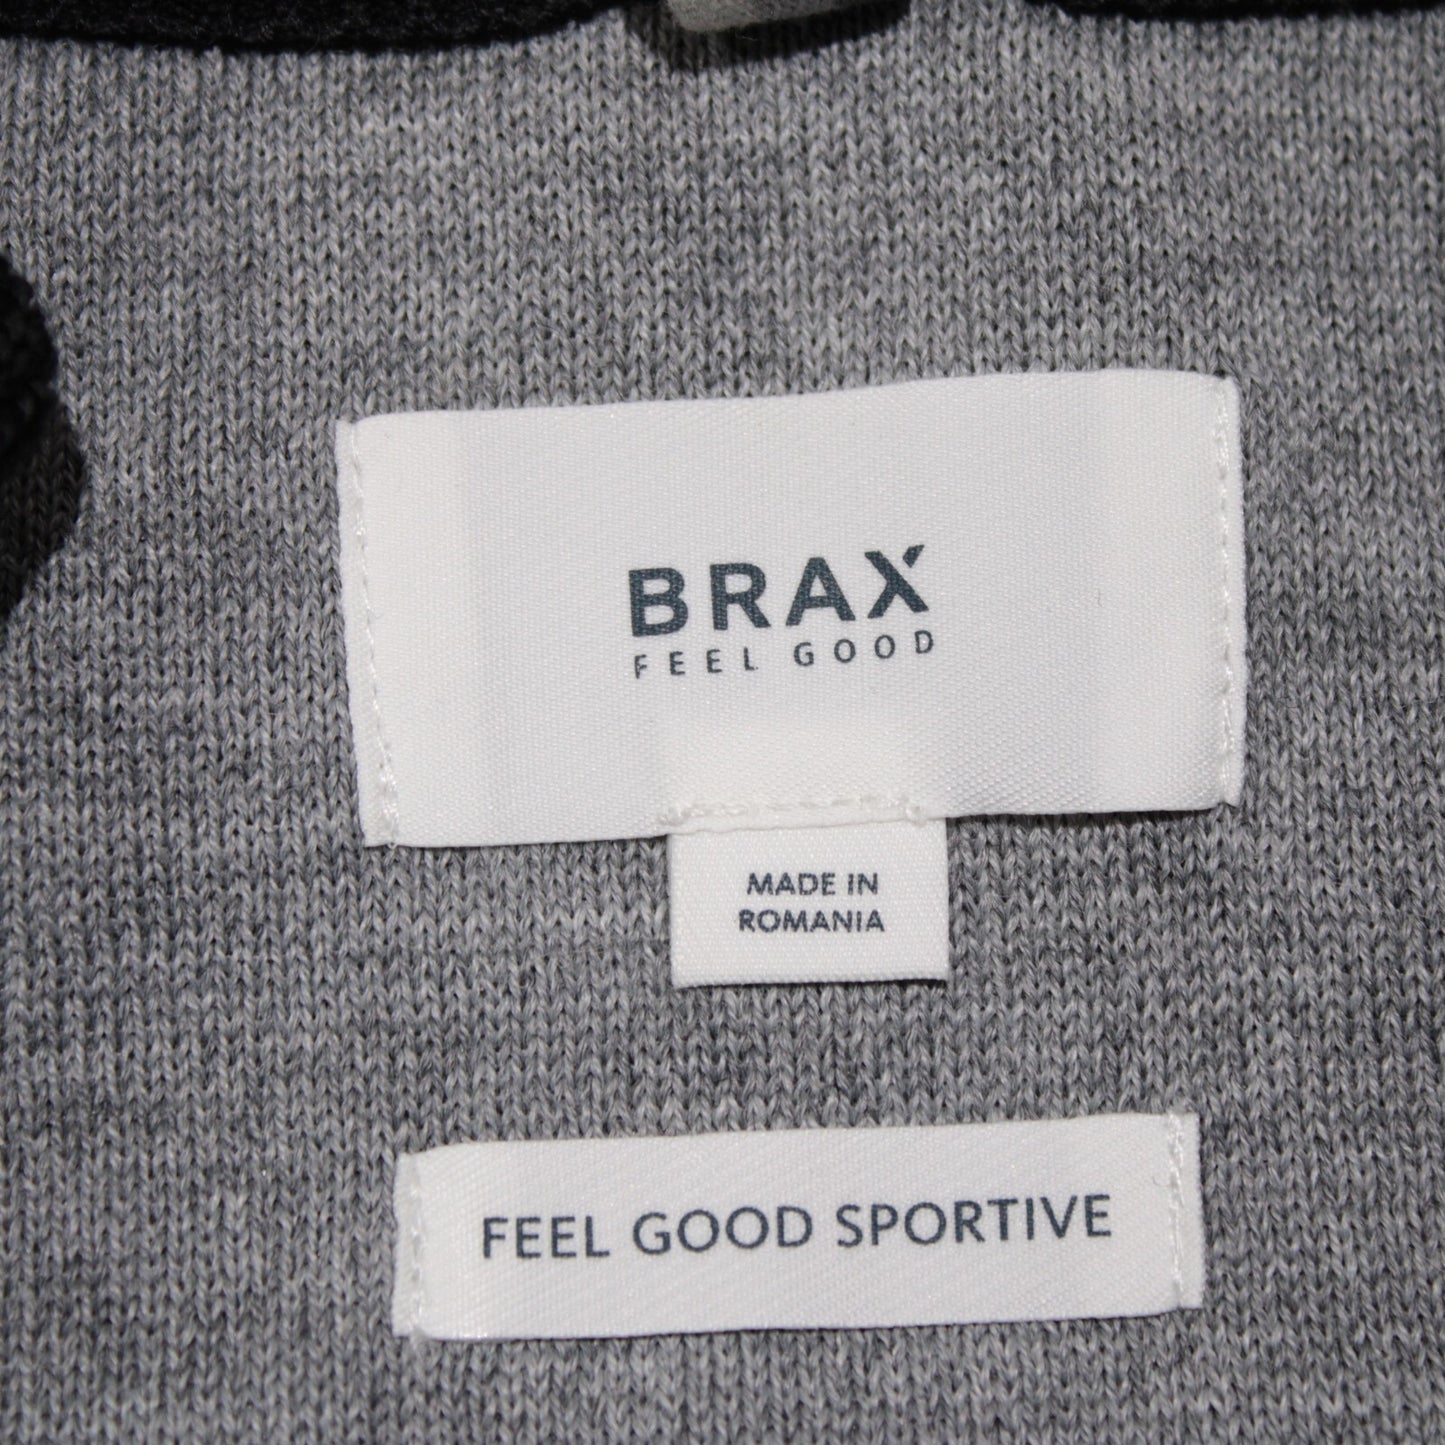 BRAX
FEEL GOOD
MADE IN
ROMANIA
FEEL GOOD SPORTIVE